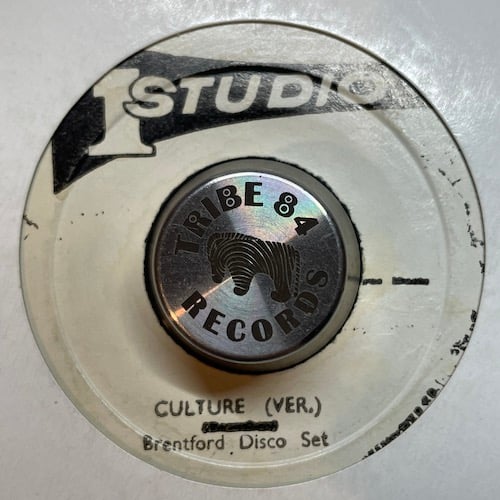 1 STUDIO
TRIBE 84
RECORDS
CULTURE (VER.)
Brentford Disco Set